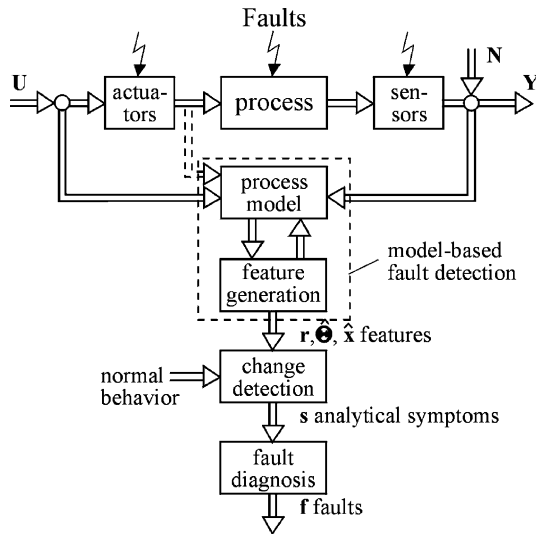 Faults
N
U
Y
actua-
tors
process
sen-
sors
process
model
model-based
fault detection
feature
generation
r, Θ̂, x̂ features
normal
behavior
change
detection
s analytical symptoms
fault
diagnosis
f faults